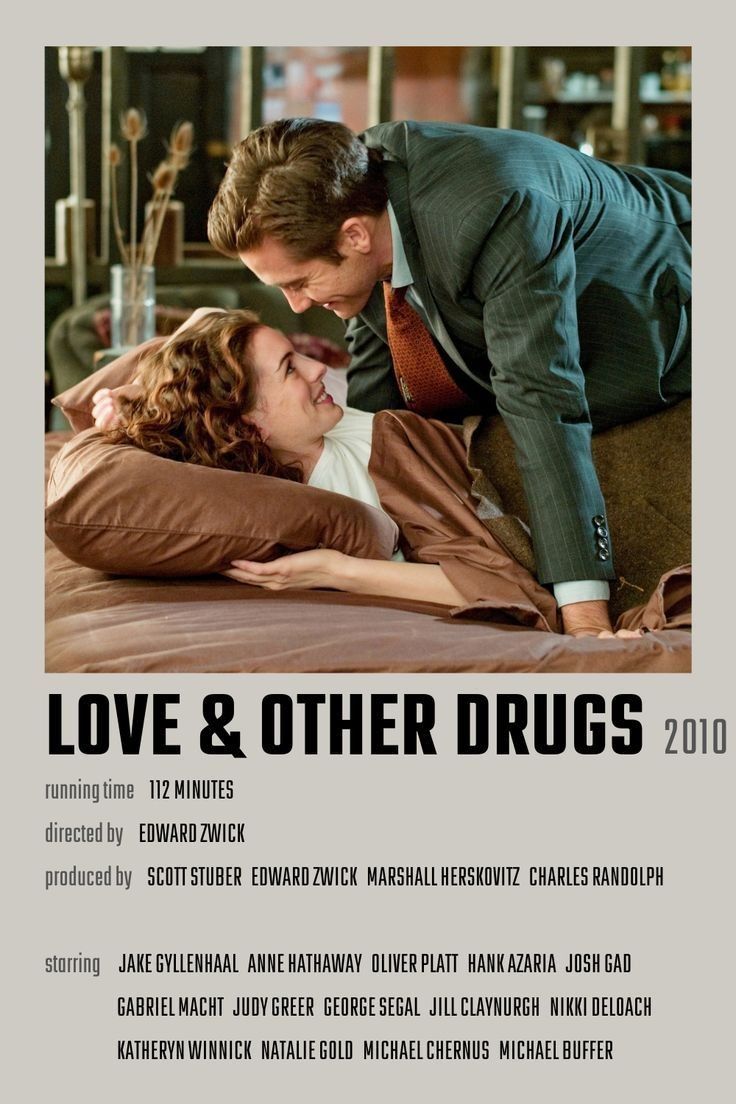 LOVE & OTHER DRUGS 2010
running time 112 MINUTES
directed by EDWARD ZWICK
produced by SCOTT STUBER EDWARD ZWICK MARSHALL HERSKOVITZ CHARLES RANDOLPH
starring JAKE GYLLENHAAL ANNE HATHAWAY OLIVER PLATT HANK AZARIA JOSH GAD
GABRIEL MACHT JUDY GREER GEORGE SEGAL JILL CLAYNURGH NIKKI DELOACH
KATHERYN WINNICK NATALIE GOLD MICHAEL CHERNUS MICHAEL BUFFER